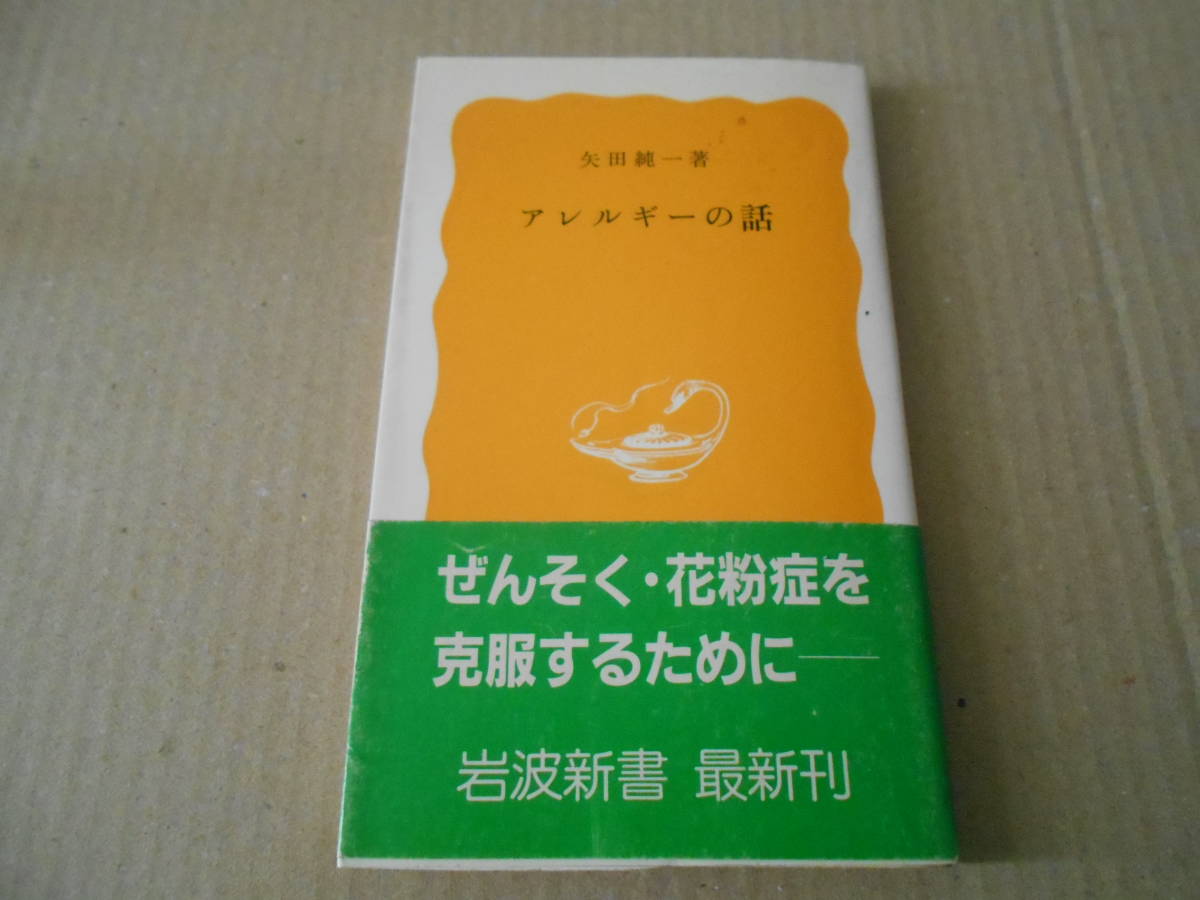 矢田純一著
アレルギーの話
ぜんそく・花粉症を
克服するために――
岩波新書 最新刊